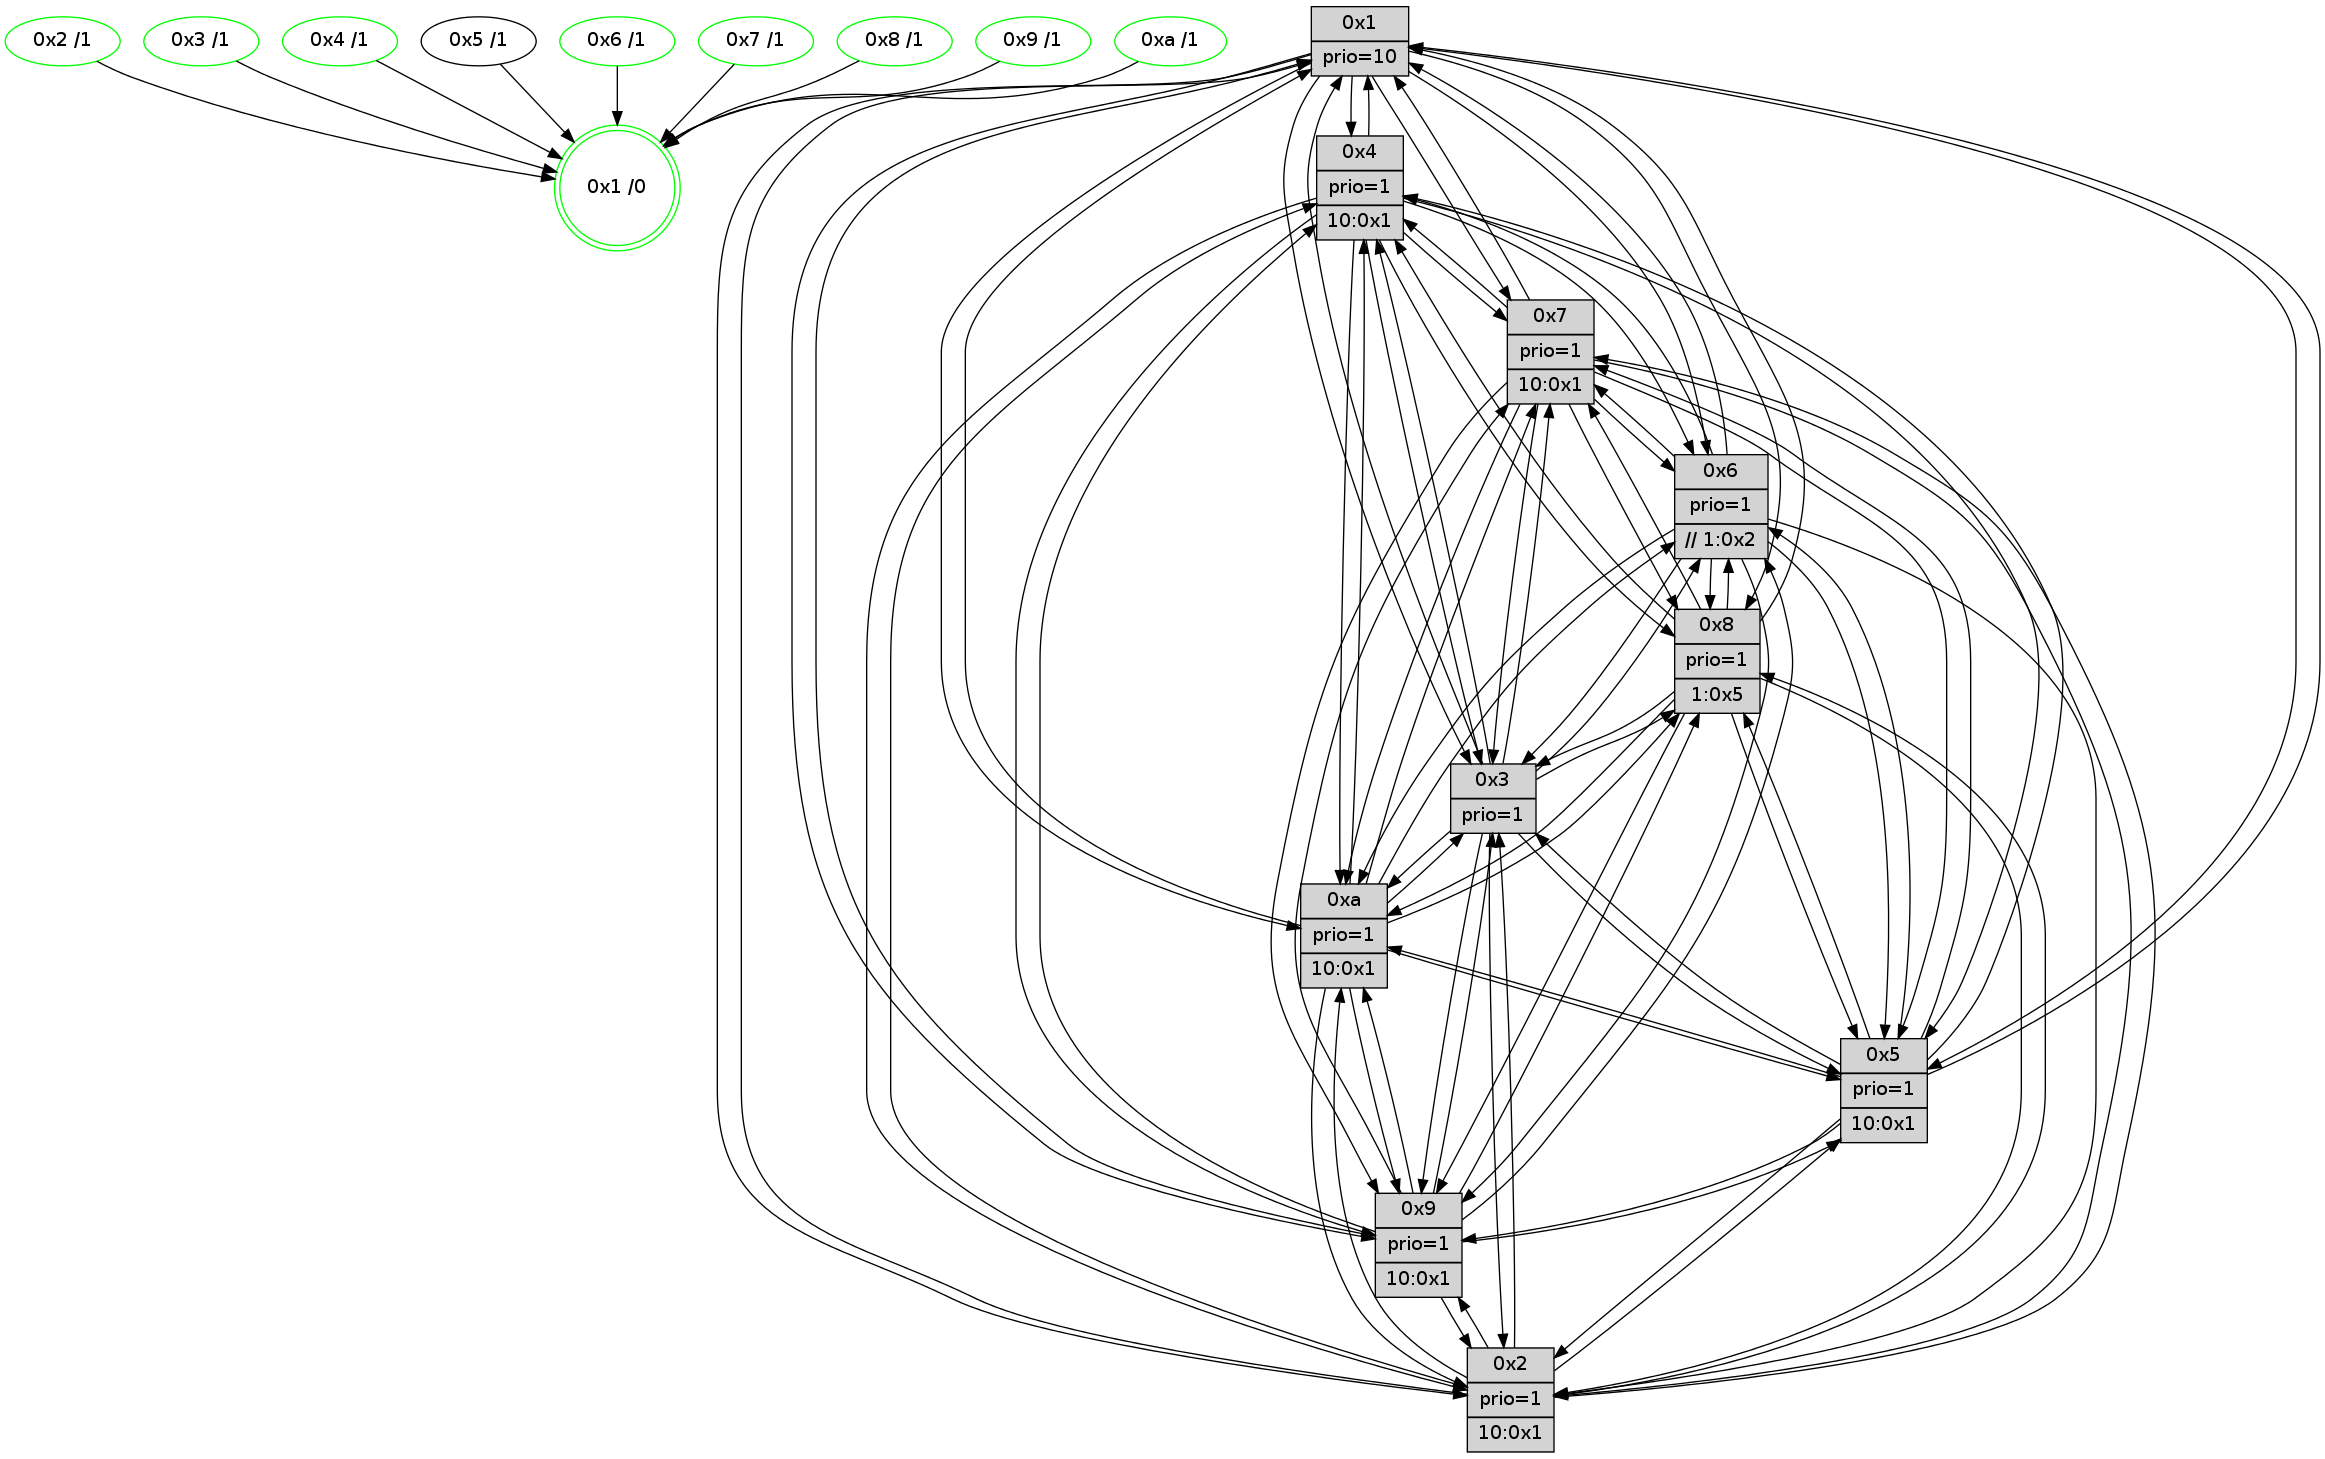 0x2 /1
0x3 /1
0x4 /1
0x5 /1
0x6 /1
0x7 /1
0x8 /1
0x9 /1
0xa /1
0x1 /0
0x1
prio=10
0x4
prio=1
10:0x1
0x7
prio=1
10:0x1
0x6
prio=1
// 1:0x2
0x8
prio=1
1:0x5
0x3
prio=1
0xa
prio=1
10:0x1
0x5
prio=1
10:0x1
0x9
prio=1
10:0x1
0x2
prio=1
10:0x1